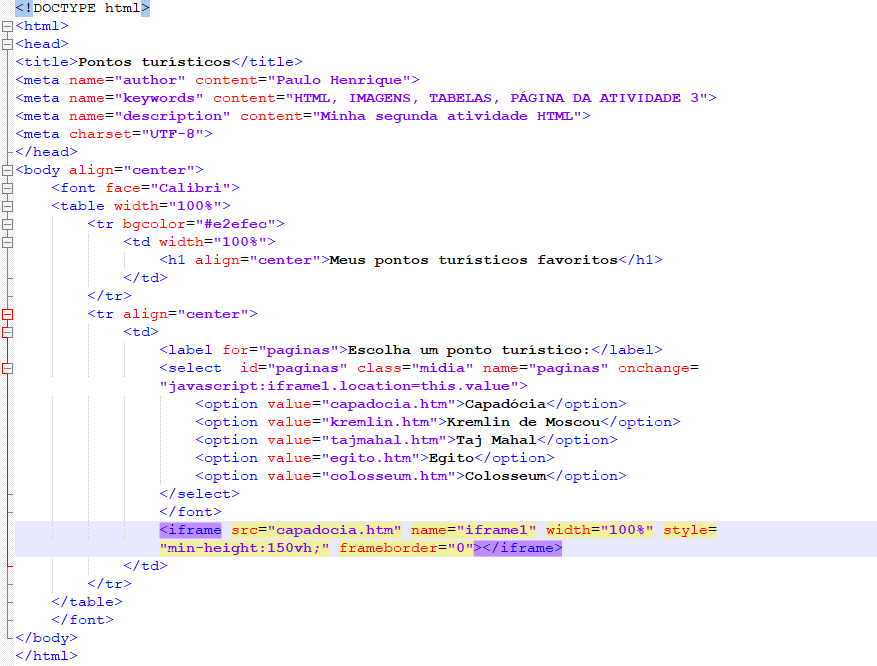 <!DOCTYPE html>
<html>
<head>
<title>Pontos turísticos</title>
<meta name="author" content="Paulo Henrique">
<meta name="keywords" content="HTML, IMAGENS, TABELAS, PÁGINA DA ATIVIDADE 3">
<meta name="description" content="Minha segunda atividade HTML">
<meta charset="UTF-8">
</head>
<body align="center">
<font face="Calibri">
<table width="100%">
<tr bgcolor="#e2efec">
<td width="100%">
<h1 align="center">Meus pontos turísticos favoritos</h1>
</td>
</tr>
<tr align="center">
<td>
<label for="paginas">Escolha um ponto turístico:</label>
<select  id="paginas" class="midia" name="paginas" onchange=
"javascript:iframe1.location=this.value">
<option value="capadocia.htm">Capadócia</option>
<option value="kremlin.htm">Kremlin de Moscou</option>
<option value="tajmahal.htm">Taj Mahal</option>
<option value="egito.htm">Egito</option>
<option value="colosseum.htm">Colosseum</option>
</select>
</font>
<iframe src="capadocia.htm" name="iframe1" width="100%" style=
"min-height:150vh;" frameborder="0"></iframe>
</td>
</tr>
</table>
</font>
</body>
</html>